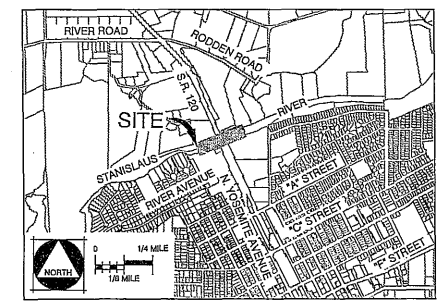 RIVER ROAD
RODDEN ROAD
S.R. 120
SITE
STANISLAUS RIVER
RIVER AVENUE
N. YOSEMITE AVENUE
"A" STREET
"C" STREET
"F" STREET
NORTH
0 1/4 MILE
1/8 MILE